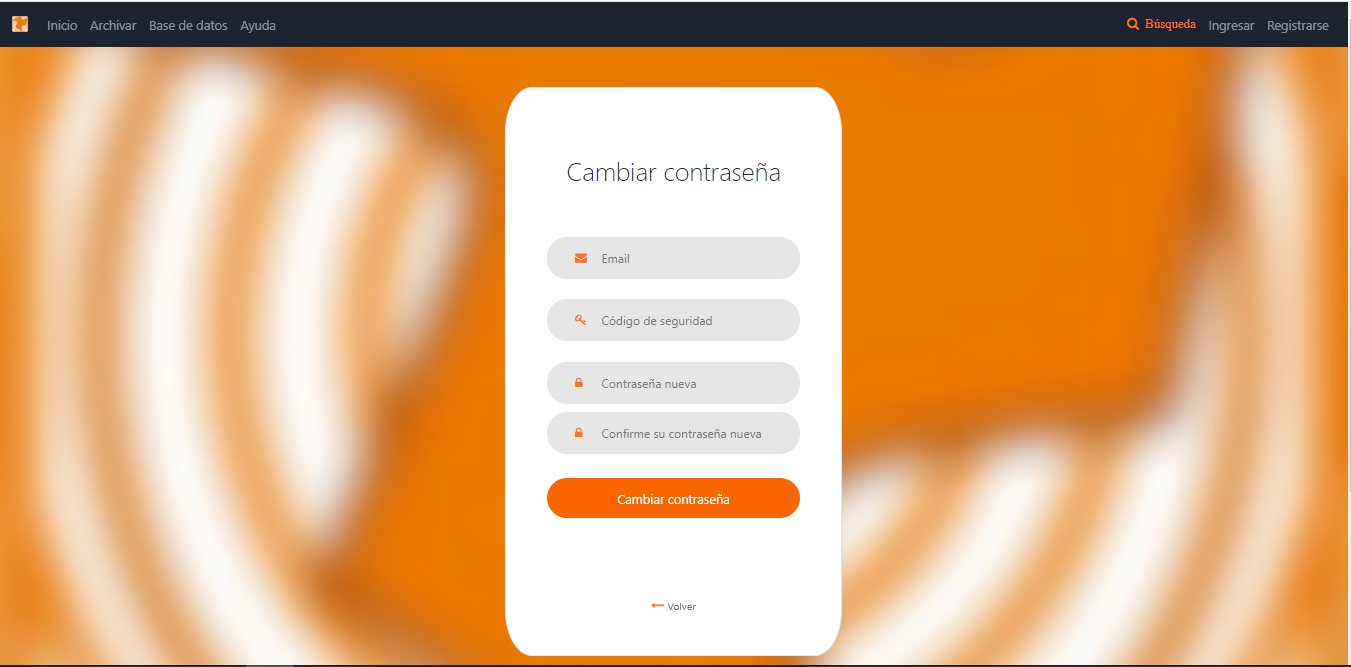 Inicio Archivar Base de datos Ayuda Búsqueda Ingresar Registrarse
Cambiar contraseña
Email
Código de seguridad
Contraseña nueva
Confirme su contraseña nueva
Cambiar contraseña
Volver